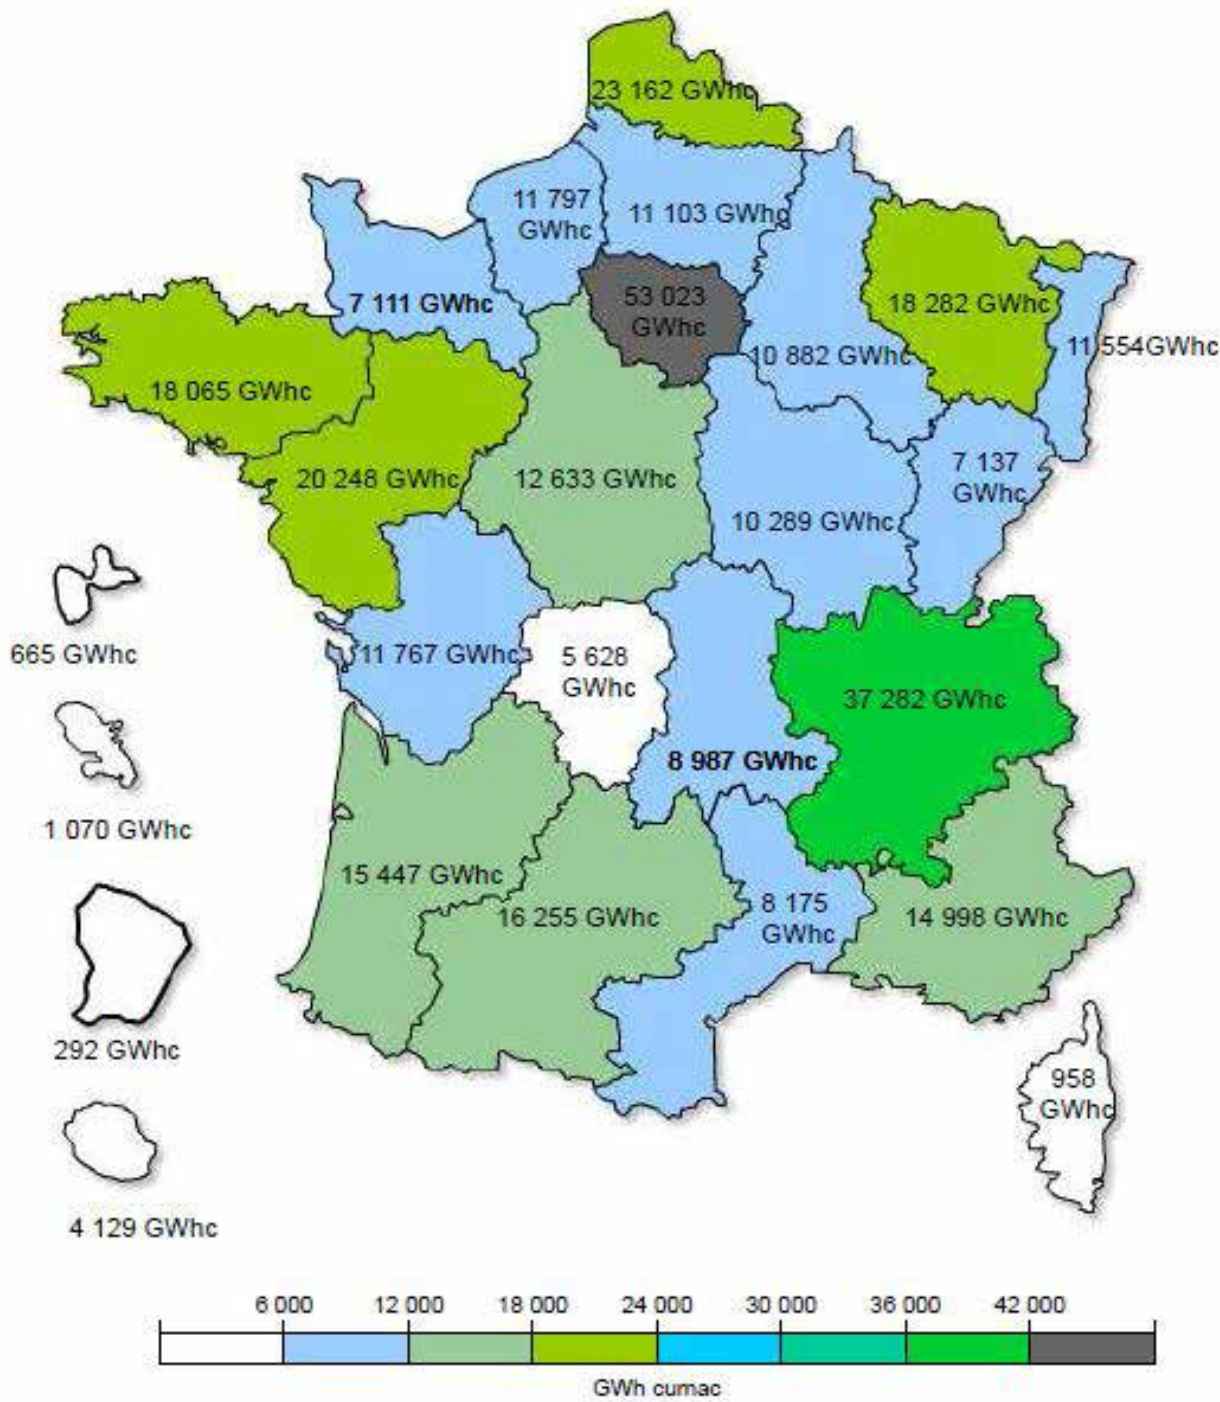 23 162 GWhc
11 797
GWhc
11 103 GWhc
7 111 GWhc
53 023
GWhc
18 282 GWhc
10 882 GWhc
11 554GWhc
18 065 GWhc
20 248 GWhc
12 633 GWhc
7 137
GWhc
10 289 GWhc
665 GWhc
11 767 GWhc
5 628
GWhc
37 282 GWhc
8 987 GWhc
1 070 GWhc
15 447 GWhc
16 255 GWhc
8 175
GWhc
14 998 GWhc
292 GWhc
958
GWhc
4 129 GWhc
6 000 12 000 18 000 24 000 30 000 36 000 42 000
GWh cumac